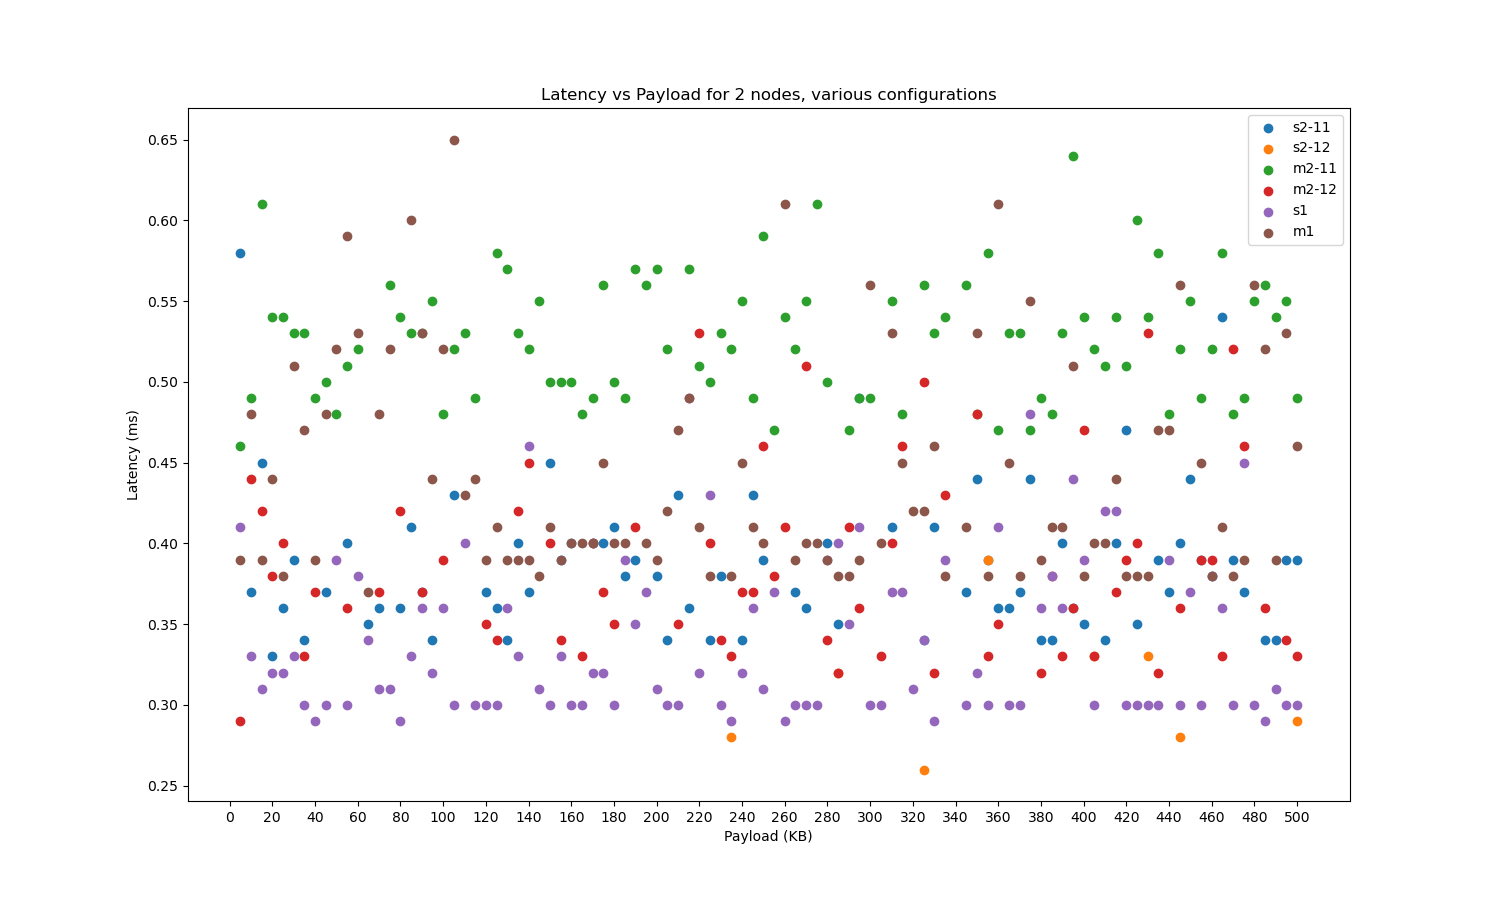 Latency vs Payload for 2 nodes, various configurations
0.65
0.60
0.55
0.50
0.45
0.40
0.35
0.30
0.25
Latency (ms)
s2-11
s2-12
m2-11
m2-12
s1
m1
0 20 40 60 80 100 120 140 160 180 200 220 240 260 280 300 320 340 360 380 400 420 440 460 480 500
Payload (KB)